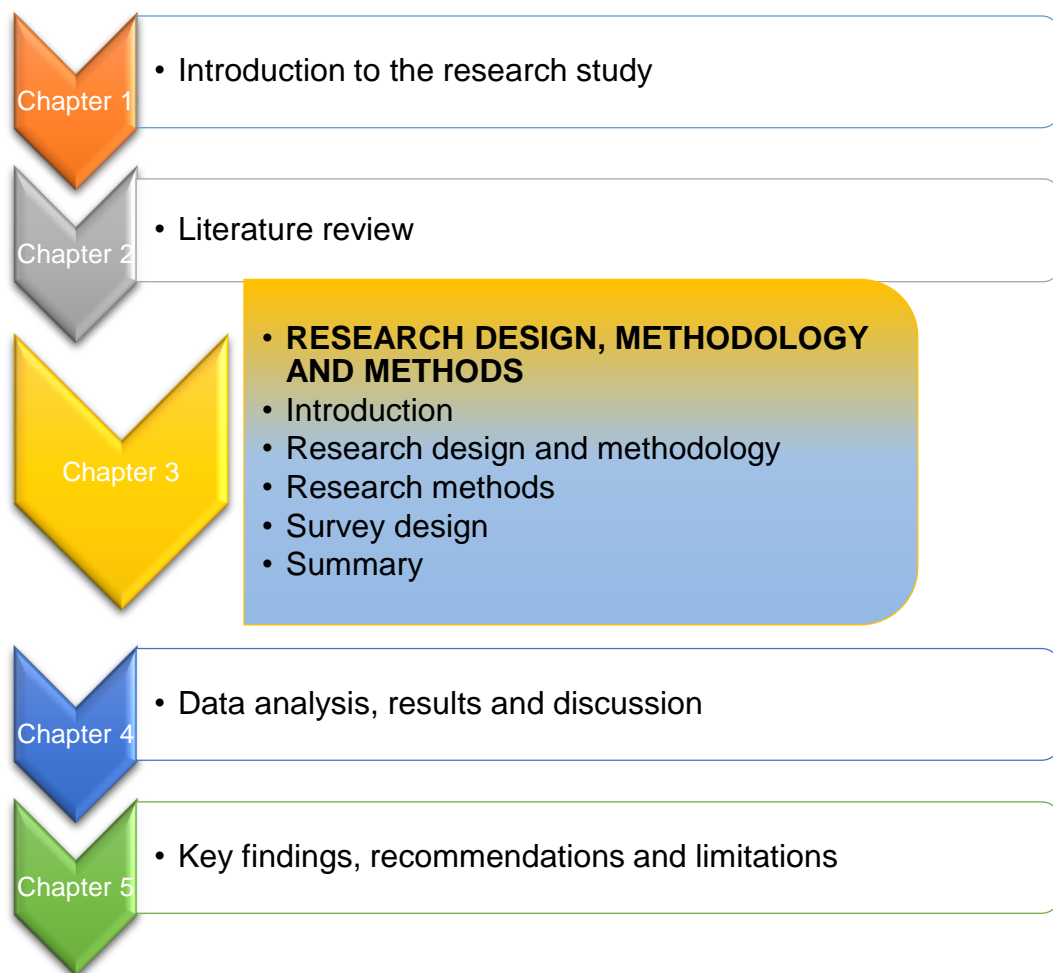 Chapter 1
• Introduction to the research study
Chapter 2
• Literature review
Chapter 3
• RESEARCH DESIGN, METHODOLOGY
AND METHODS
• Introduction
• Research design and methodology
• Research methods
• Survey design
• Summary
Chapter 4
• Data analysis, results and discussion
Chapter 5
• Key findings, recommendations and limitations